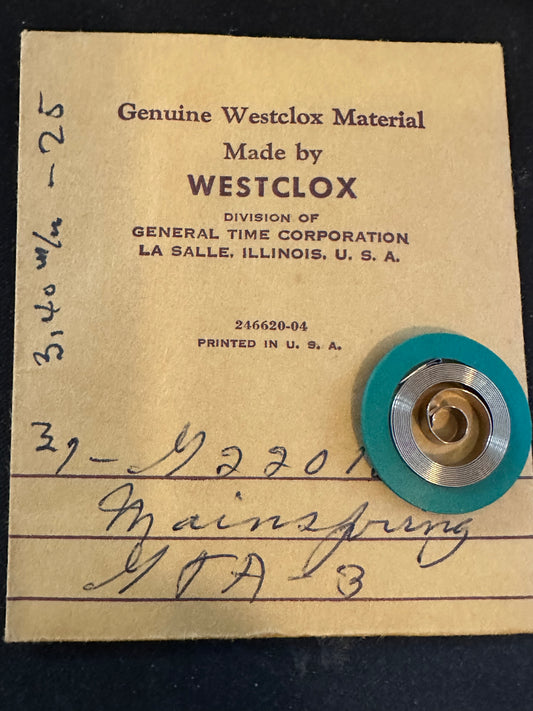 Genuine Westclox Material
Made by
WESTCLOX
DIVISION OF
GENERAL TIME CORPORATION
LA SALLE, ILLINOIS, U. S. A.
246620-04
PRINTED IN U. S. A.
3,40 m/m - 25
Mainspring